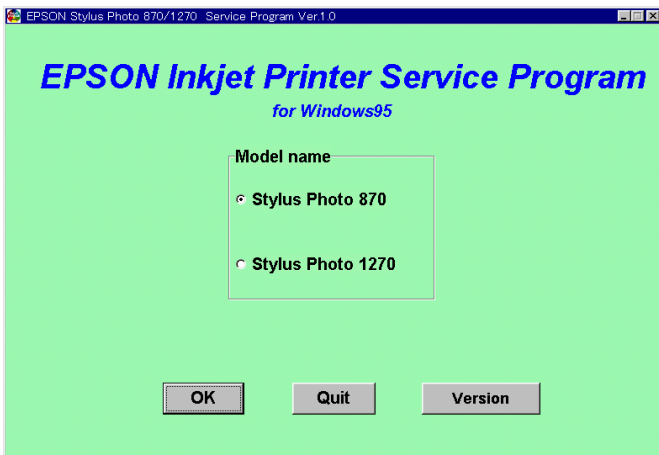 EPSON Stylus Photo 870/1270 Service Program Ver.1.0
EPSON Inkjet Printer Service Program
for Windows95
Model name
Stylus Photo 870
Stylus Photo 1270
OK Quit Version